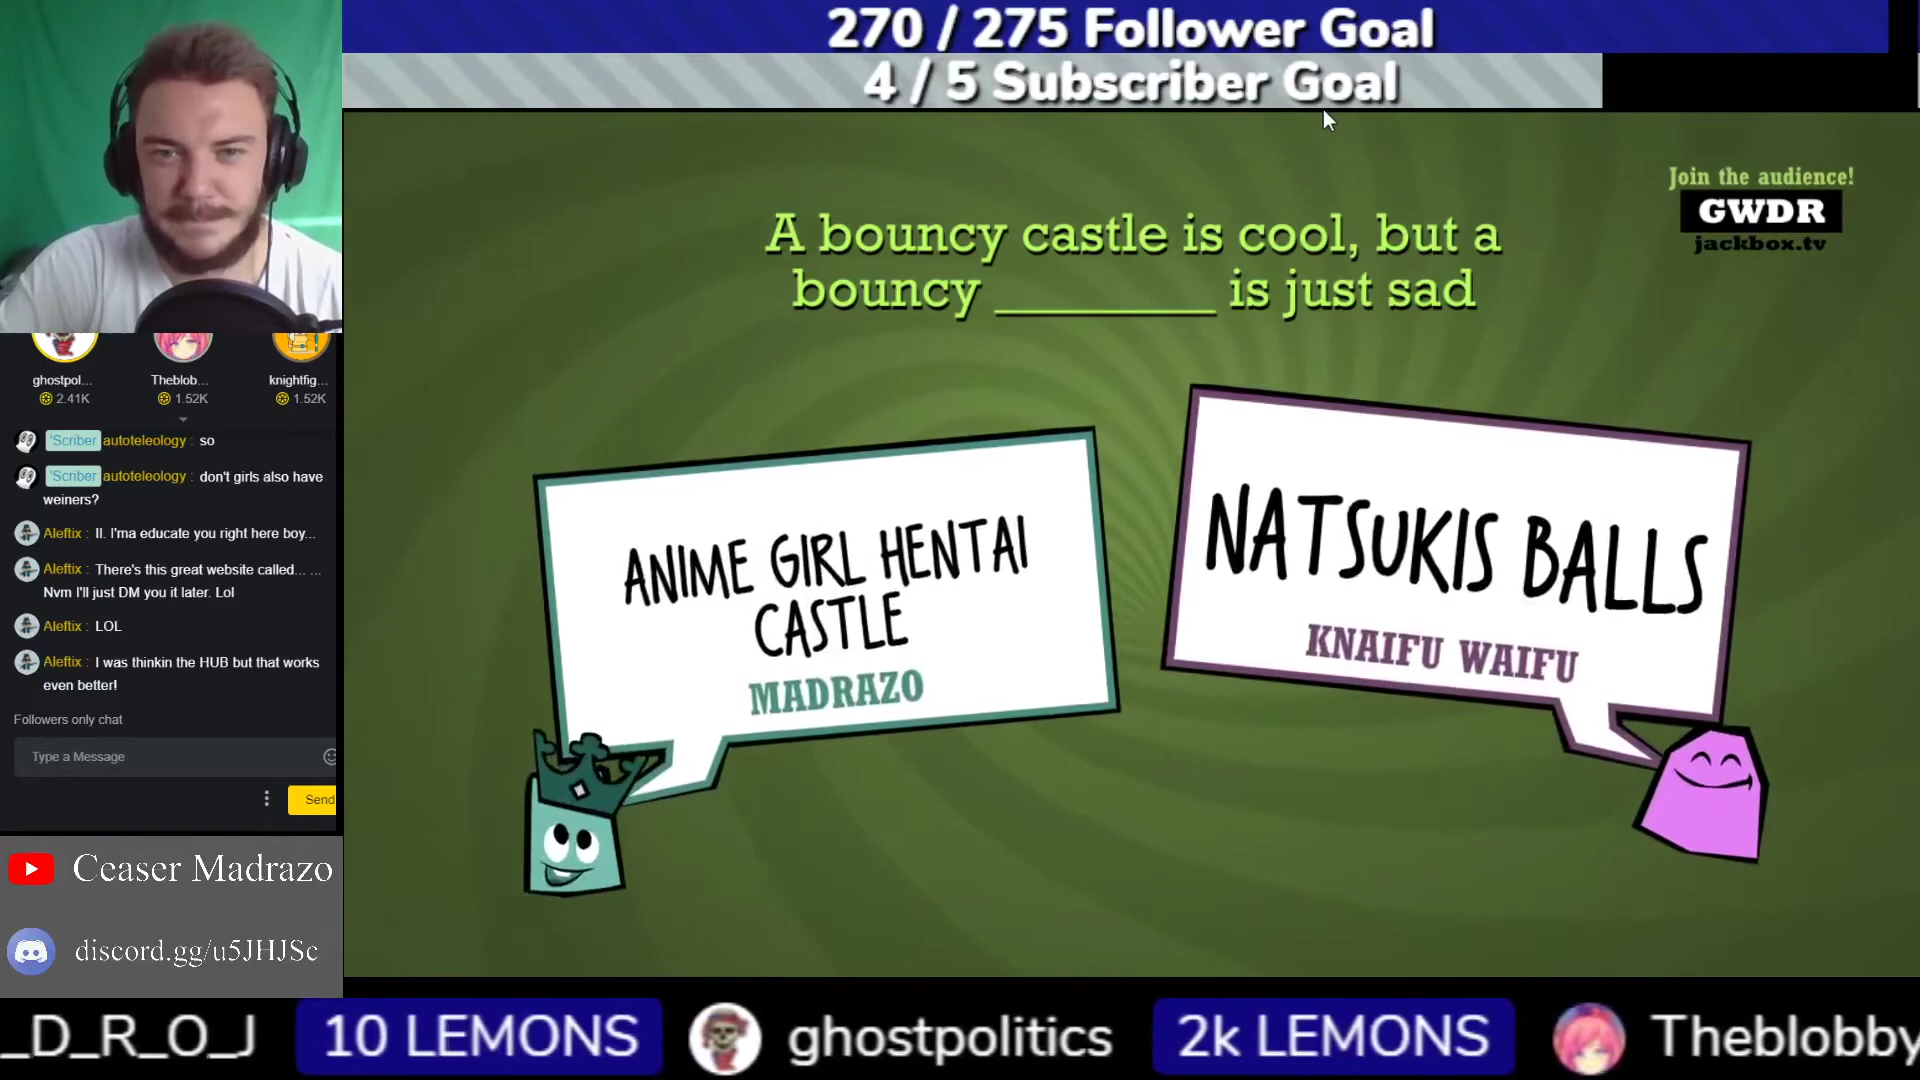 270 / 275 Follower Goal
4 / 5 Subscriber Goal
Join the audience!
GWDR
jackbox.tv
A bouncy castle is cool, but a
bouncy ________ is just sad
ANIME GIRL HENTAI
CASTLE
MADRAZO
NATSUKIS BALLS
KNAIFU WAIFU
ghostpol...
Theblob...
knightfig...
2.41K
1.52K
1.52K
'Scriber autoteleology : so
'Scriber autoteleology : don't girls also have
weiners?
Aleftix : II. I'ma educate you right here boy...
Aleftix : There's this great website called... ...
Nvm I'll just DM you it later. Lol
Aleftix : LOL
Aleftix : I was thinkin the HUB but that works
even better!
Followers only chat
Type a Message
Send
Ceaser Madrazo
discord.gg/u5JHJSc
_D_R_O_J
10 LEMONS
ghostpolitics
2k LEMONS
Theblobby